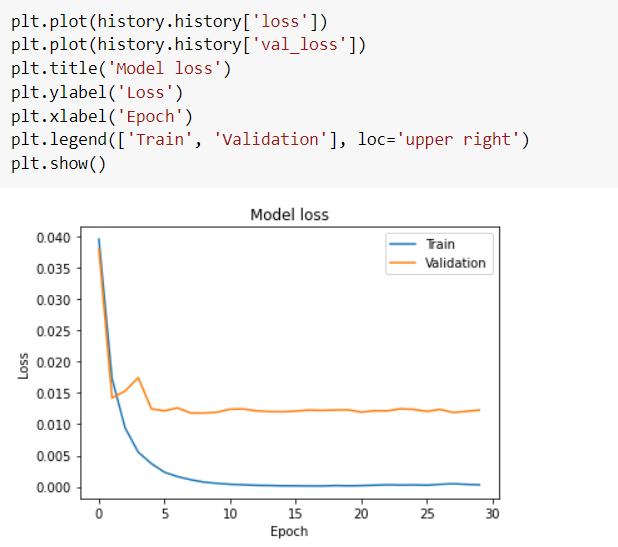 plt.plot(history.history['loss'])
plt.plot(history.history['val_loss'])
plt.title('Model loss')
plt.ylabel('Loss')
plt.xlabel('Epoch')
plt.legend(['Train', 'Validation'], loc='upper right')
plt.show()
Model loss
Train
Validation
0.040
0.035
0.030
0.025
0.020
0.015
0.010
0.005
0.000
Loss
0 5 10 15 20 25 30
Epoch